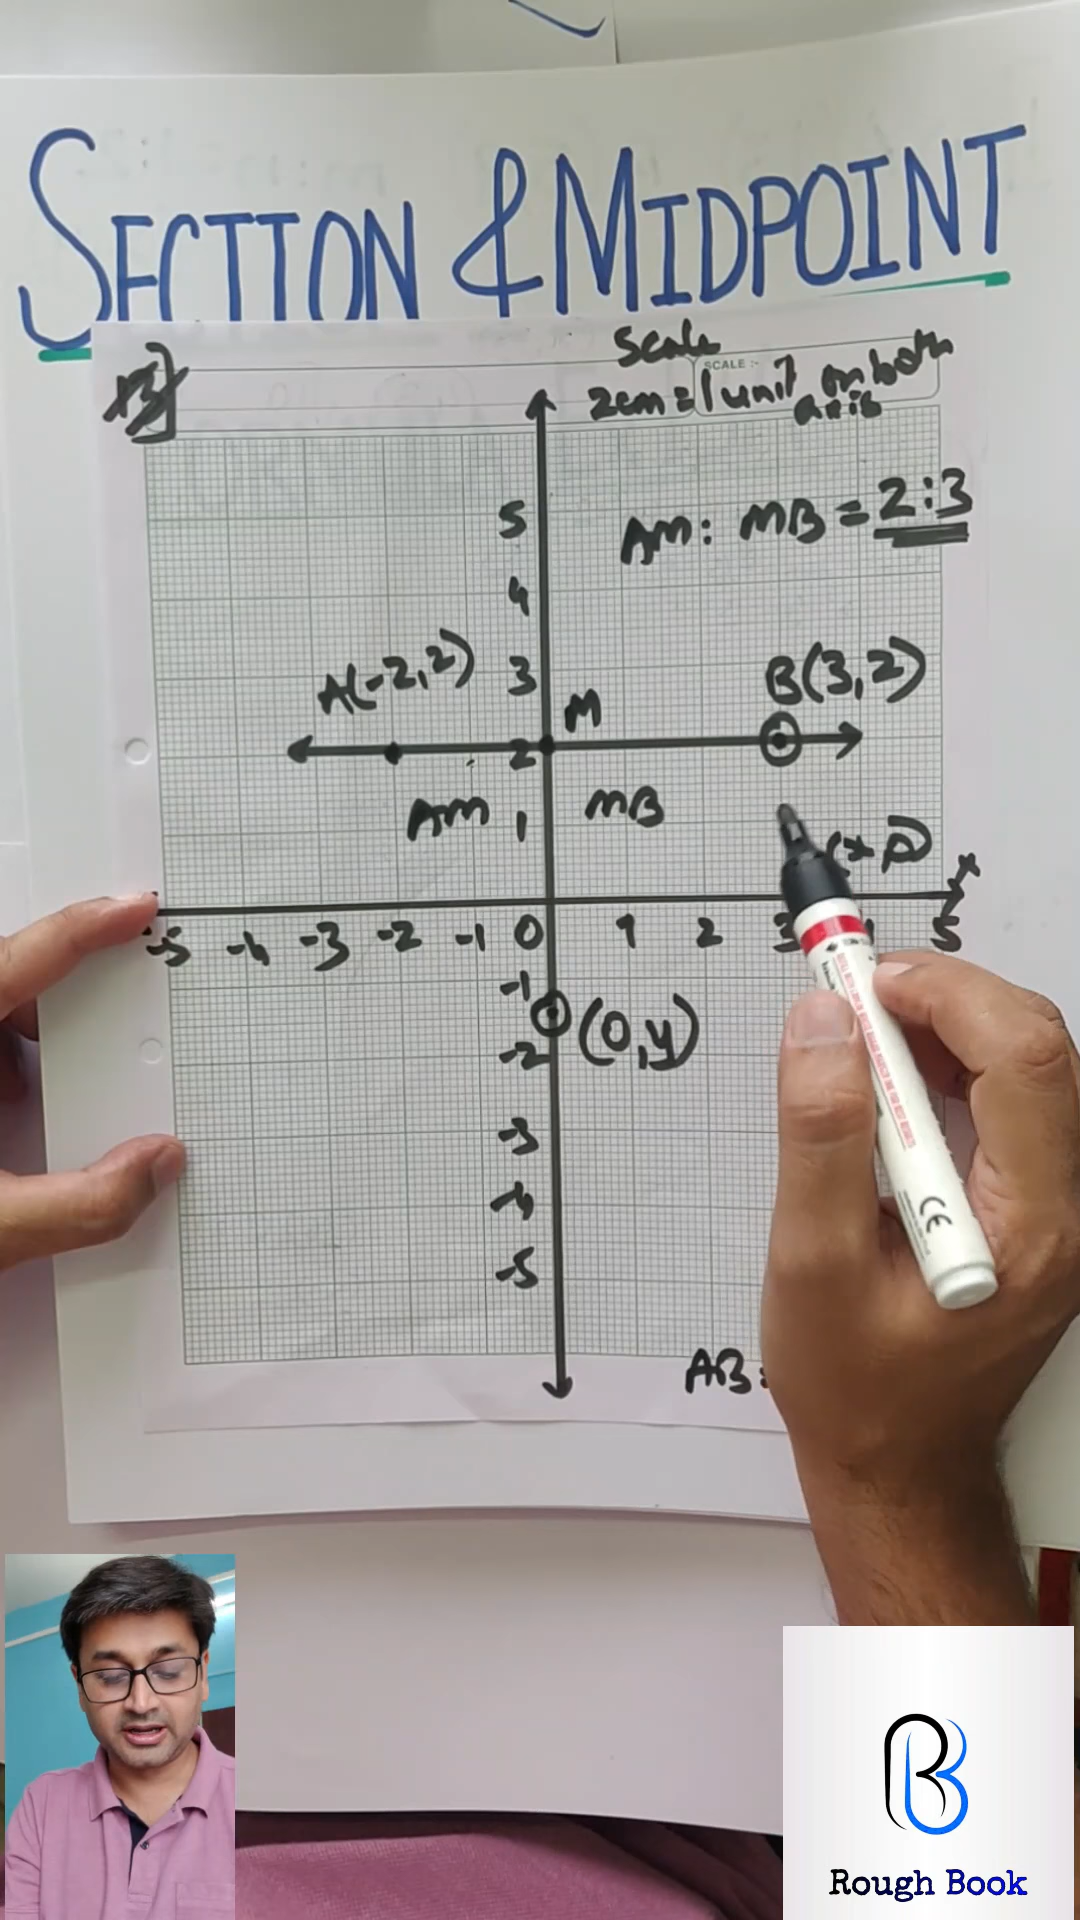 SECTION & MIDPOINT
Scale
SCALE :-
2cm = 1 unit on both
axis
AM : MB = 2:3
5
4
A(-2,2)
3
B(3,2)
M
2
AM
1
MB
x
-5 -4 -3 -2 -1 0 1 2 3 5
-1
(0,y)
-2
-3
-4
-5
AB:
CE
B
Rough Book